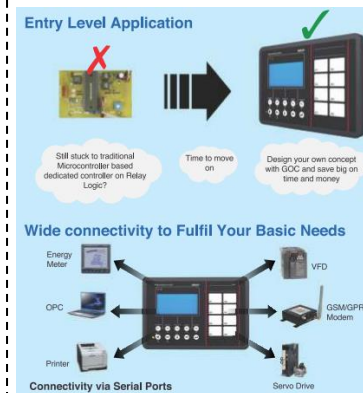 Entry Level Application
Still stuck to traditional
Microcontroller based
dedicated controller on Relay
Logic?
Time to move
on
Design your own concept
with GOC and save big on
time and money
Wide connectivity to Fulfil Your Basic Needs
Energy
Meter
VFD
OPC
GSM/GPR
Modem
Printer
Servo Drive
Connectivity via Serial Ports